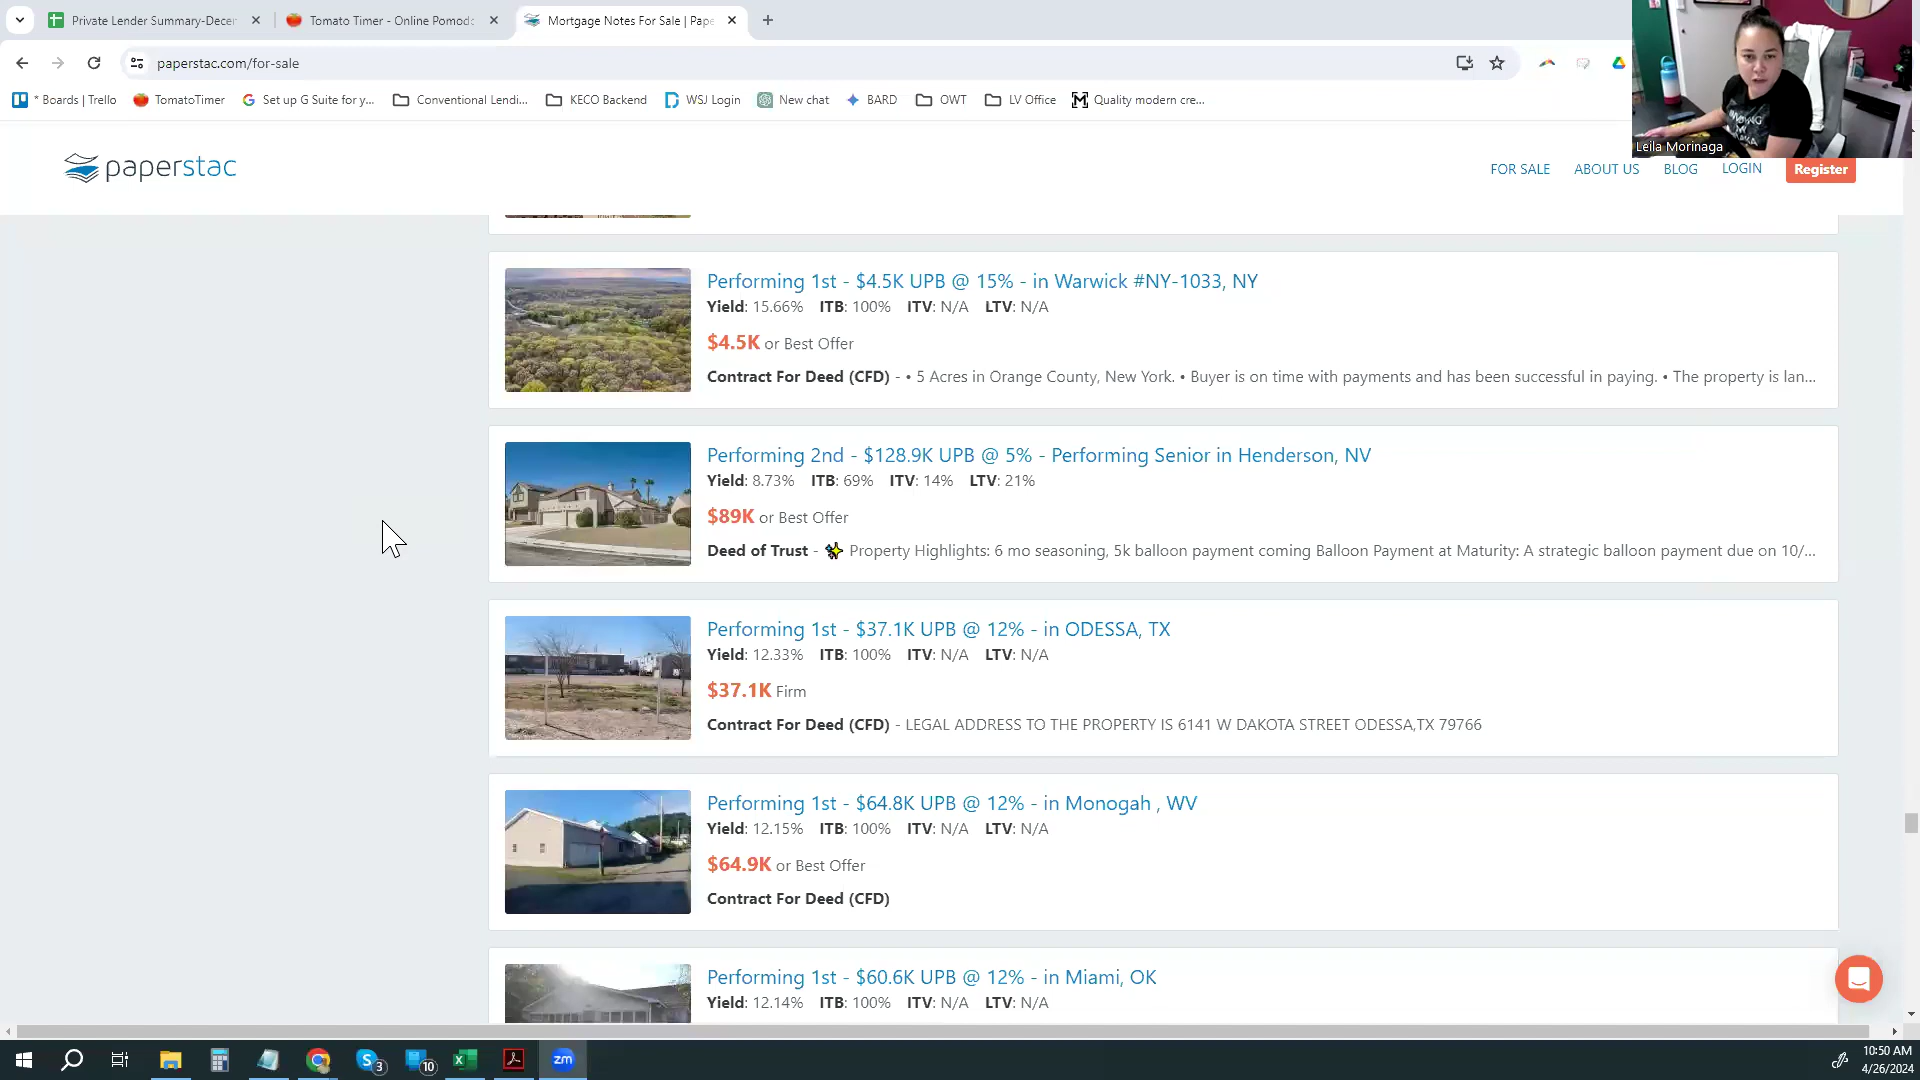 Private Lender Summary-Decer
Tomato Timer - Online Pomodo
Mortgage Notes For Sale | Pape
paperstac.com/for-sale
* Boards | Trello
TomatoTimer
Set up G Suite for y...
Conventional Lendi...
KECO Backend
WSJ Login
New chat
BARD
OWT
LV Office
Quality modern cre...
Leila Morinaga
paperstac
FOR SALE
ABOUT US
BLOG
LOGIN
Register
Performing 1st - $4.5K UPB @ 15% - in Warwick #NY-1033, NY
Yield: 15.66% ITB: 100% ITV: N/A LTV: N/A
$4.5K or Best Offer
Contract For Deed (CFD) - • 5 Acres in Orange County, New York. • Buyer is on time with payments and has been successful in paying. • The property is lan...
Performing 2nd - $128.9K UPB @ 5% - Performing Senior in Henderson, NV
Yield: 8.73% ITB: 69% ITV: 14% LTV: 21%
$89K or Best Offer
Deed of Trust - Property Highlights: 6 mo seasoning, 5k balloon payment coming Balloon Payment at Maturity: A strategic balloon payment due on 10/...
Performing 1st - $37.1K UPB @ 12% - in ODESSA, TX
Yield: 12.33% ITB: 100% ITV: N/A LTV: N/A
$37.1K Firm
Contract For Deed (CFD) - LEGAL ADDRESS TO THE PROPERTY IS 6141 W DAKOTA STREET ODESSA,TX 79766
Performing 1st - $64.8K UPB @ 12% - in Monogah , WV
Yield: 12.15% ITB: 100% ITV: N/A LTV: N/A
$64.9K or Best Offer
Contract For Deed (CFD)
Performing 1st - $60.6K UPB @ 12% - in Miami, OK
Yield: 12.14% ITB: 100% ITV: N/A LTV: N/A
3
10
zm
10:50 AM
4/26/2024